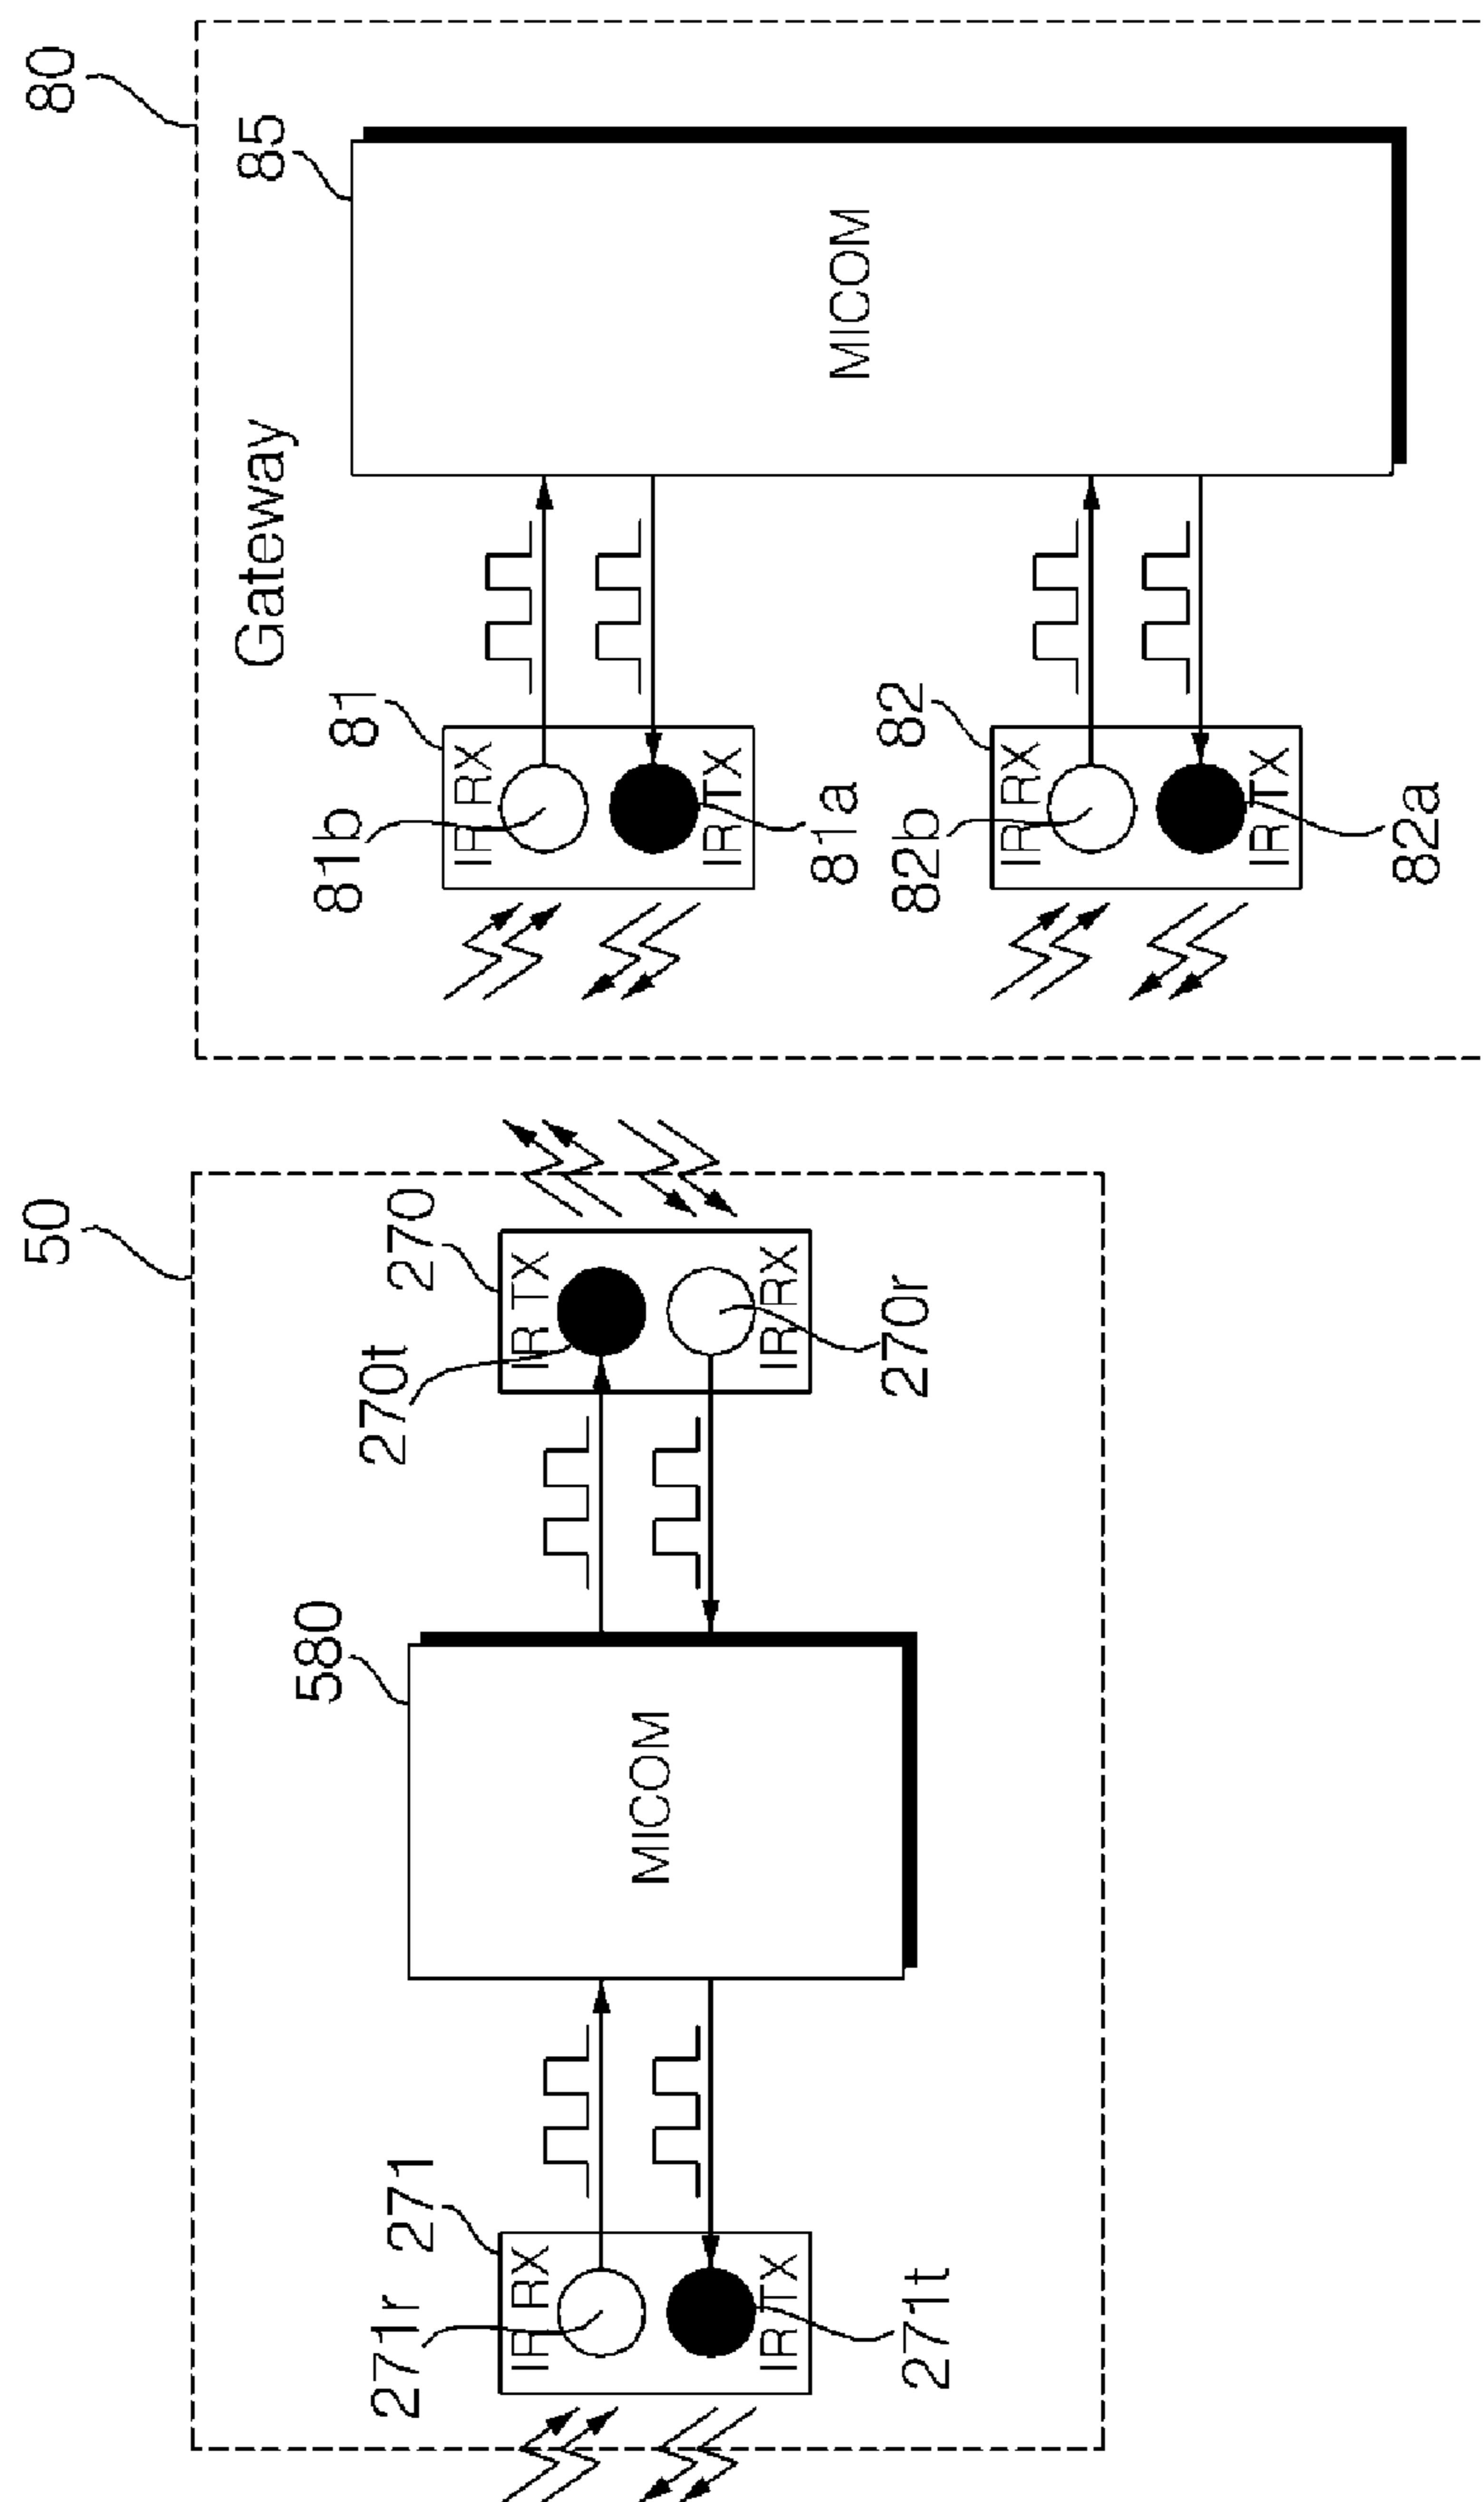 50
271r
271
IR RX
IR TX
271t
580
MICOM
270t
270
IR TX
IR RX
270r
80
Gateway
81b
81
IR RX
IR TX
81a
82b
82
IR RX
IR TX
82a
85
MICOM